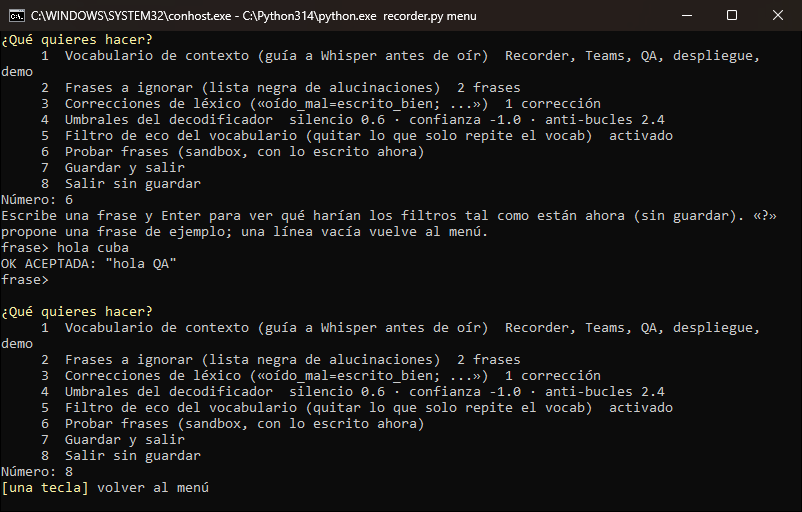 C:\WINDOWS\SYSTEM32\conhost.exe - C:\Python314\python.exe  recorder.py menu
¿Qué quieres hacer?
     1  Vocabulario de contexto (guía a Whisper antes de oír)  Recorder, Teams, QA, despliegue,
demo
     2  Frases a ignorar (lista negra de alucinaciones)  2 frases
     3  Correcciones de léxico («oído_mal=escrito_bien; ...»)  1 corrección
     4  Umbrales del decodificador  silencio 0.6 · confianza -1.0 · anti-bucles 2.4
     5  Filtro de eco del vocabulario (quitar lo que solo repite el vocab)  activado
     6  Probar frases (sandbox, con lo escrito ahora)
     7  Guardar y salir
     8  Salir sin guardar
Número: 6
Escribe una frase y Enter para ver qué harían los filtros tal como están ahora (sin guardar). «?»
propone una frase de ejemplo; una línea vacía vuelve al menú.
frase> hola cuba
OK ACEPTADA: "hola QA"
frase>
¿Qué quieres hacer?
     1  Vocabulario de contexto (guía a Whisper antes de oír)  Recorder, Teams, QA, despliegue,
demo
     2  Frases a ignorar (lista negra de alucinaciones)  2 frases
     3  Correcciones de léxico («oído_mal=escrito_bien; ...»)  1 corrección
     4  Umbrales del decodificador  silencio 0.6 · confianza -1.0 · anti-bucles 2.4
     5  Filtro de eco del vocabulario (quitar lo que solo repite el vocab)  activado
     6  Probar frases (sandbox, con lo escrito ahora)
     7  Guardar y salir
     8  Salir sin guardar
Número: 8
[una tecla] volver al menú